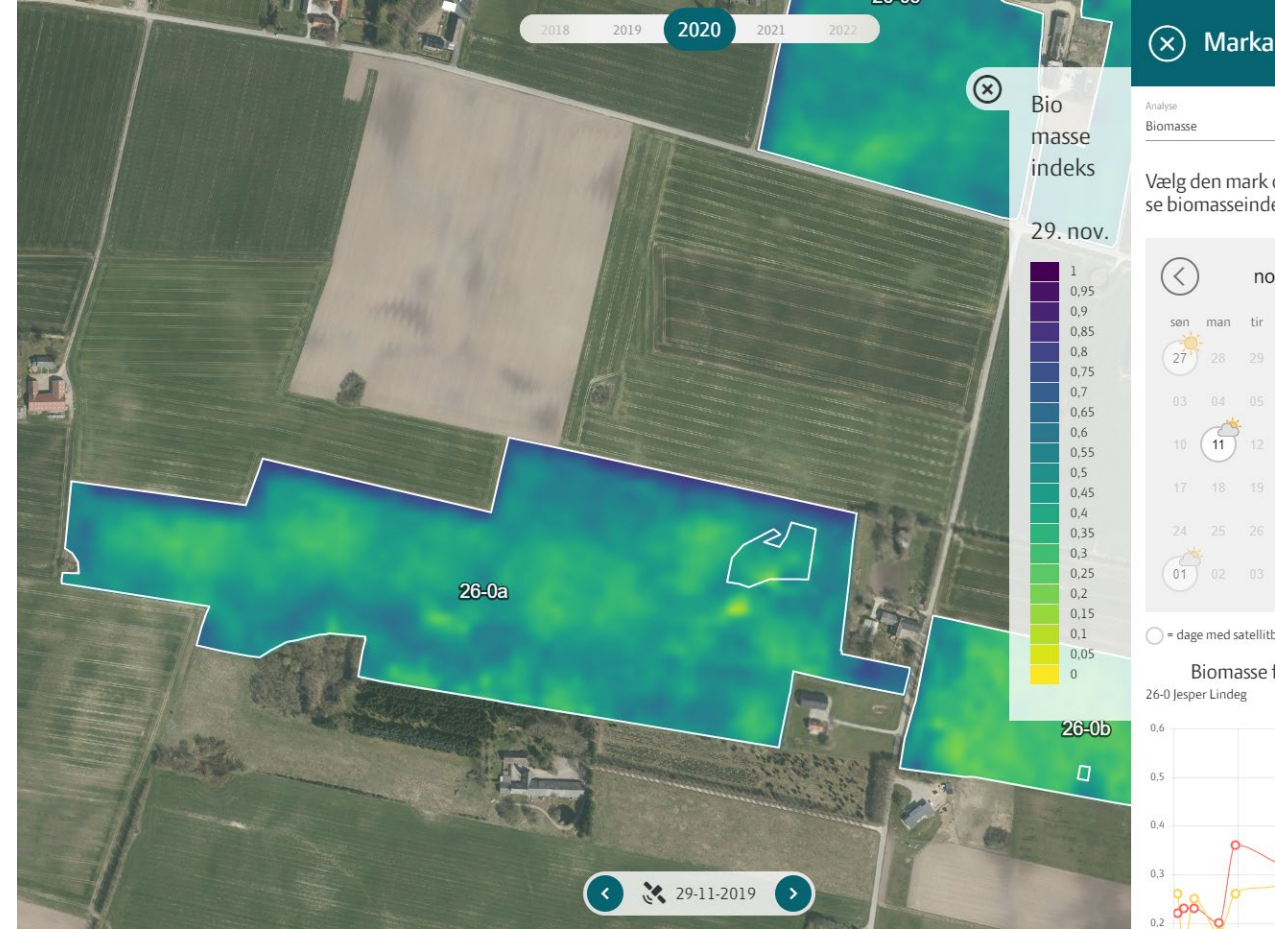 2018 2019 2020 2021 2022
26-0a
26-0b
29-11-2019
Bio
masse
indeks
29. nov.
1
0,95
0,9
0,85
0,8
0,75
0,7
0,65
0,6
0,55
0,5
0,45
0,4
0,35
0,3
0,25
0,2
0,15
0,1
0,05
0
Marka
Analyse
Biomasse
Vælg den mark
se biomasseinde
no
søn man tir
27 28 29
03 04 05
10 11 12
17 18 19
24 25 26
01 02 03
= dage med satellitb
Biomasse f
26-0 Jesper Lindeg
0,6
0,5
0,4
0,3
0,2